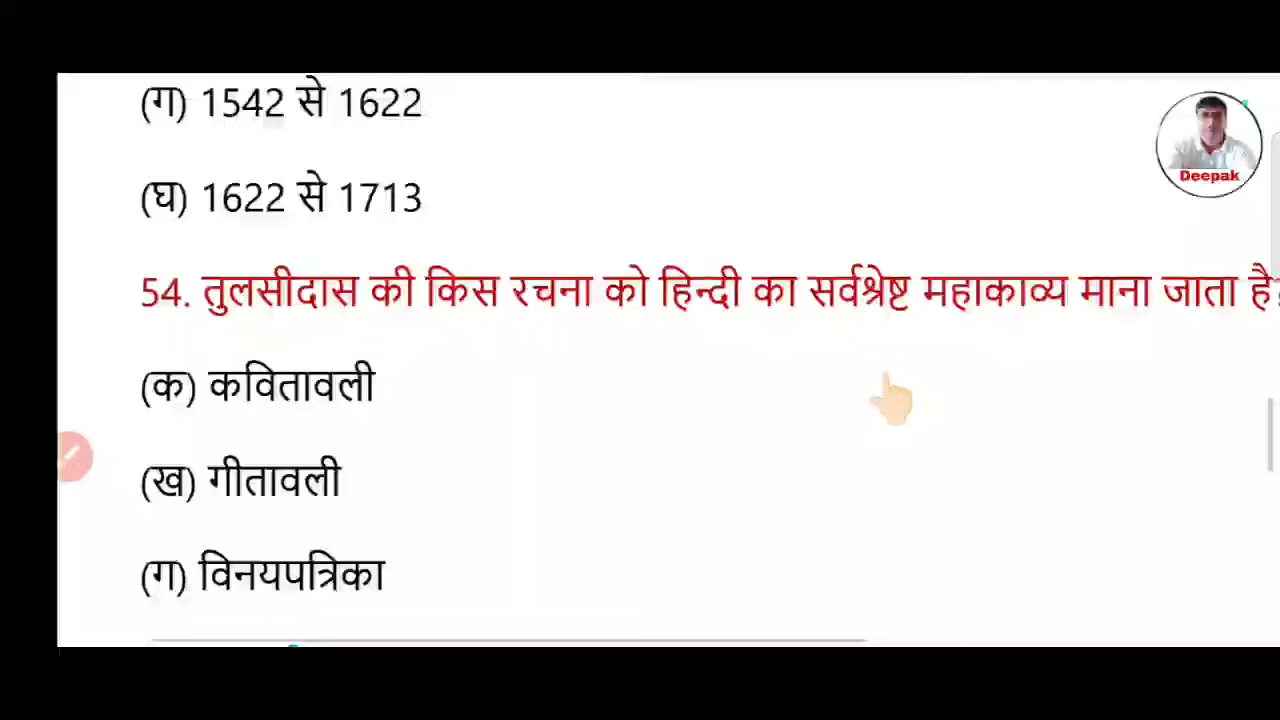 (ग) 1542 से 1622
Deepak
(घ) 1622 से 1713
54. तुलसीदास की किस रचना को हिन्दी का सर्वश्रेष्ट महाकाव्य माना जाता है?
(क) कवितावली
(ख) गीतावली
(ग) विनयपत्रिका